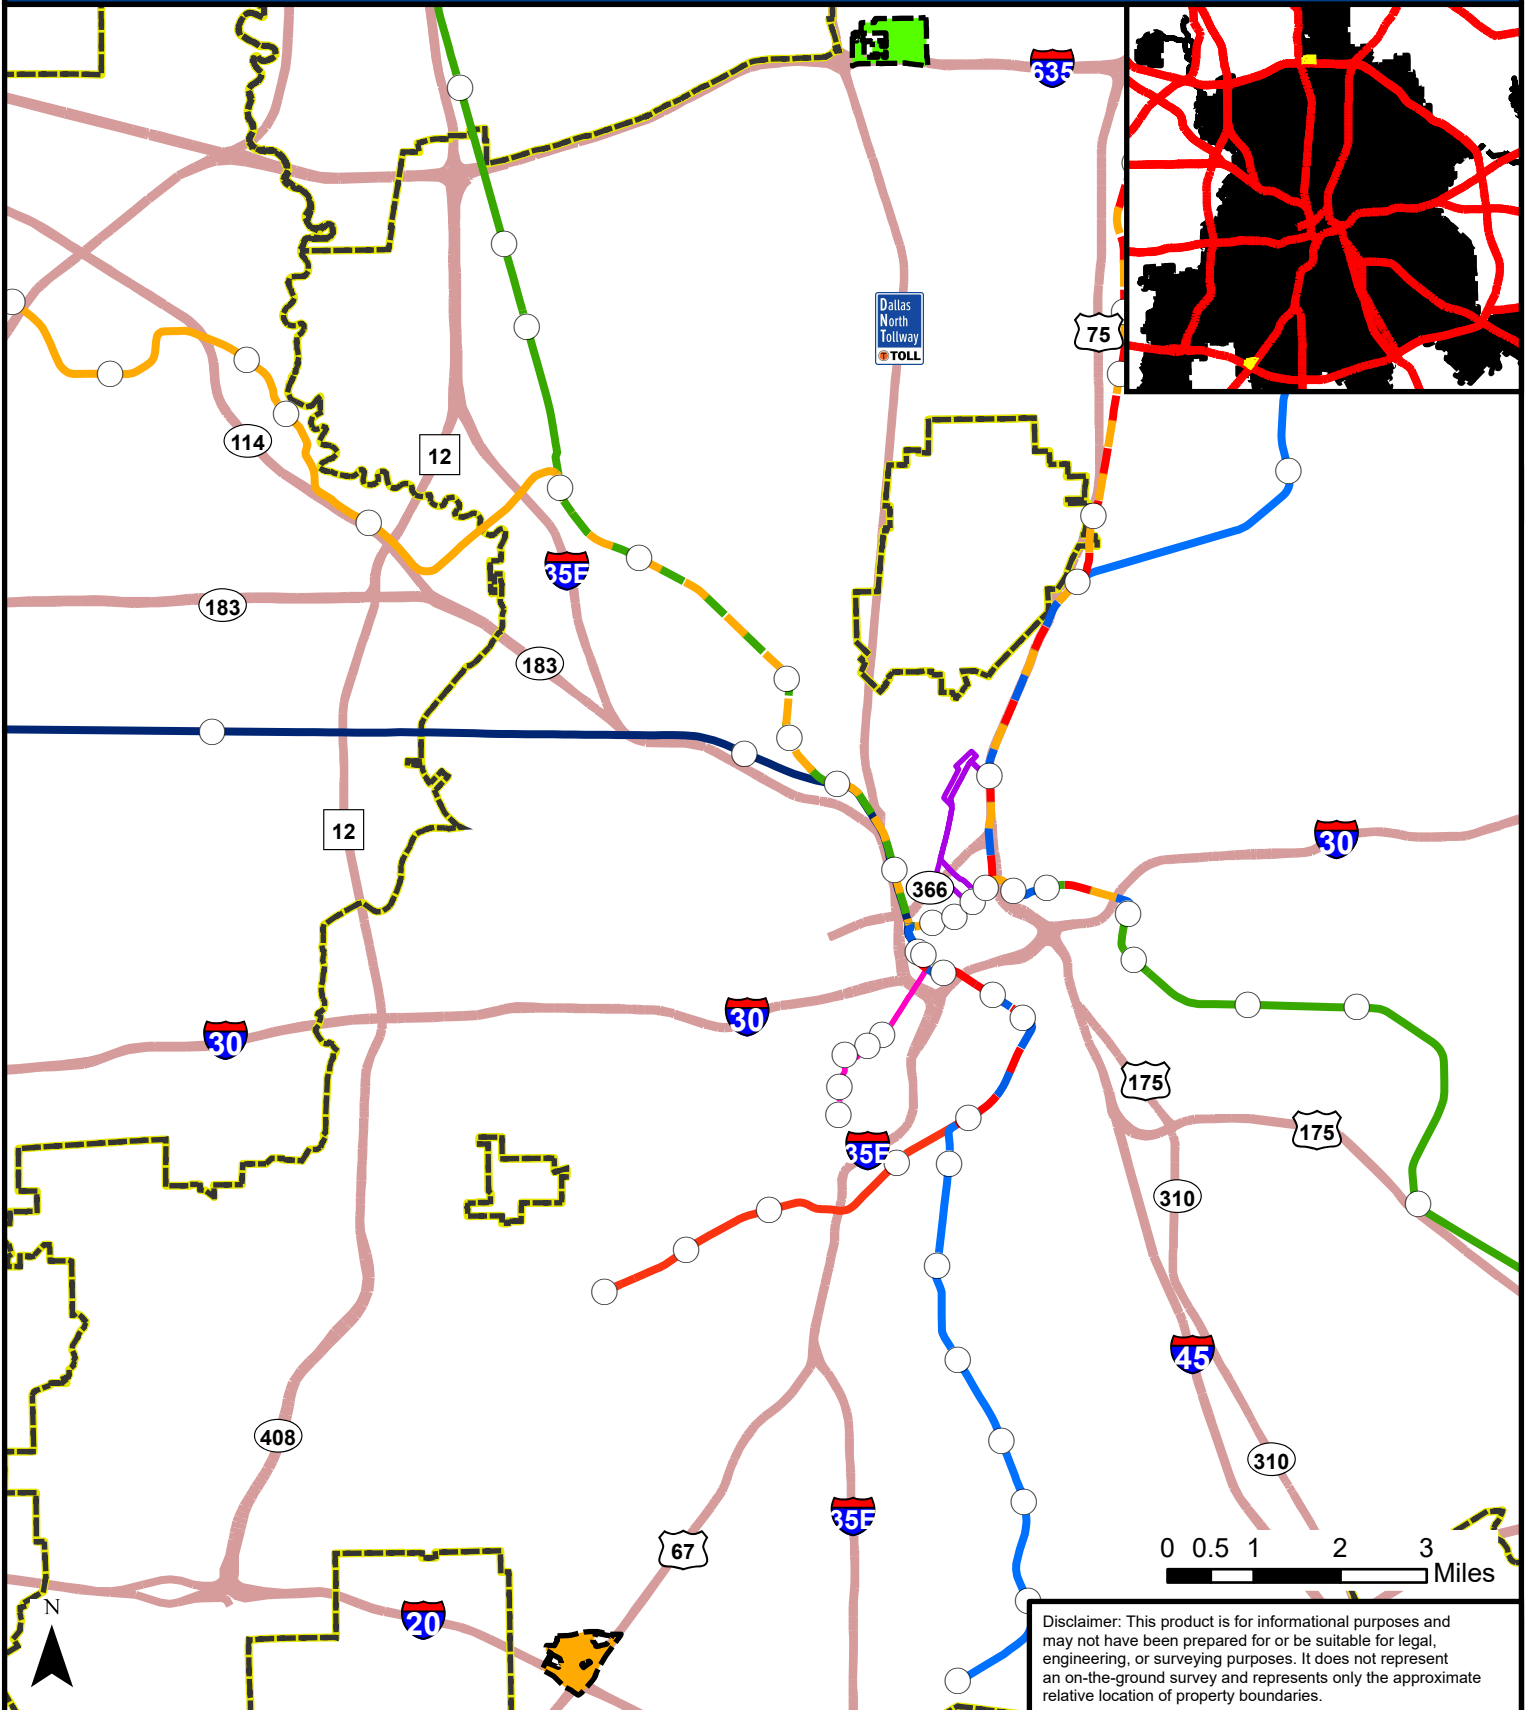 635
Dallas
North
Tollway
TOLL
75
114
12
35E
183
183
12
30
366
30
30
175
175
35E
310
45
408
310
35E
67
20
N
0 0.5 1 2 3
Miles
Disclaimer: This product is for informational purposes and
may not have been prepared for or be suitable for legal,
engineering, or surveying purposes. It does not represent
an on-the-ground survey and represents only the approximate
relative location of property boundaries.